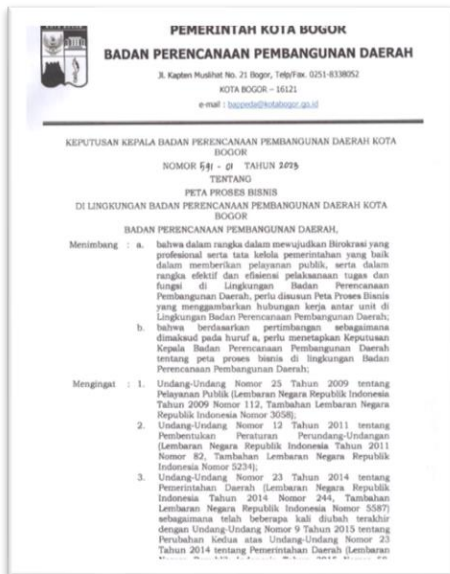 PEMERINTAH KOTA BOGOR
BADAN PERENCANAAN PEMBANGUNAN DAERAH
Jl. Kapten Muslihat No. 21 Bogor, Telp/Fax. 0251-8338052
KOTA BOGOR – 16121
e-mail : bappeda@kotabogor.go.id
KEPUTUSAN KEPALA BADAN PERENCANAAN PEMBANGUNAN DAERAH KOTA
BOGOR
NOMOR 591 - 01 TAHUN 2023
TENTANG
PETA PROSES BISNIS
DI LINGKUNGAN BADAN PERENCANAAN PEMBANGUNAN DAERAH KOTA
BOGOR
BADAN PERENCANAAN PEMBANGUNAN DAERAH,
Menimbang : a. bahwa dalam rangka dalam mewujudkan Birokrasi yang
profesional serta tata kelola pemerintahan yang baik
dalam memberikan pelayanan publik, serta dalam
rangka efektif dan efisiensi pelaksanaan tugas dan
fungsi di Lingkungan Badan Perencanaan
Pembangunan Daerah, perlu disusun Peta Proses Bisnis
yang menggambarkan hubungan kerja antar unit di
Lingkungan Badan Perencanaan Pembangunan Daerah;
b. bahwa berdasarkan pertimbangan sebagaimana
dimaksud pada huruf a, perlu menetapkan Keputusan
Kepala Badan Perencanaan Pembangunan Daerah
tentang peta proses bisnis di lingkungan Badan
Perencanaan Pembangunan Daerah;
Mengingat : 1. Undang-Undang Nomor 25 Tahun 2009 tentang
Pelayanan Publik (Lembaran Negara Republik Indonesia
Tahun 2009 Nomor 112, Tambahan Lembaran Negara
Republik Indonesia Nomor 3058);
2. Undang-Undang Nomor 12 Tahun 2011 tentang
Pembentukan Peraturan Perundang-Undangan
(Lembaran Negara Republik Indonesia Tahun 2011
Nomor 82, Tambahan Lembaran Negara Republik
Indonesia Nomor 5234);
3. Undang-Undang Nomor 23 Tahun 2014 tentang
Pemerintahan Daerah (Lembaran Negara Republik
Indonesia Tahun 2014 Nomor 244, Tambahan
Lembaran Negara Republik Indonesia Nomor 5587)
sebagaimana telah beberapa kali diubah terakhir
dengan Undang-Undang Nomor 9 Tahun 2015 tentang
Perubahan Kedua atas Undang-Undang Nomor 23
Tahun 2014 tentang Pemerintahan Daerah (Lembaran